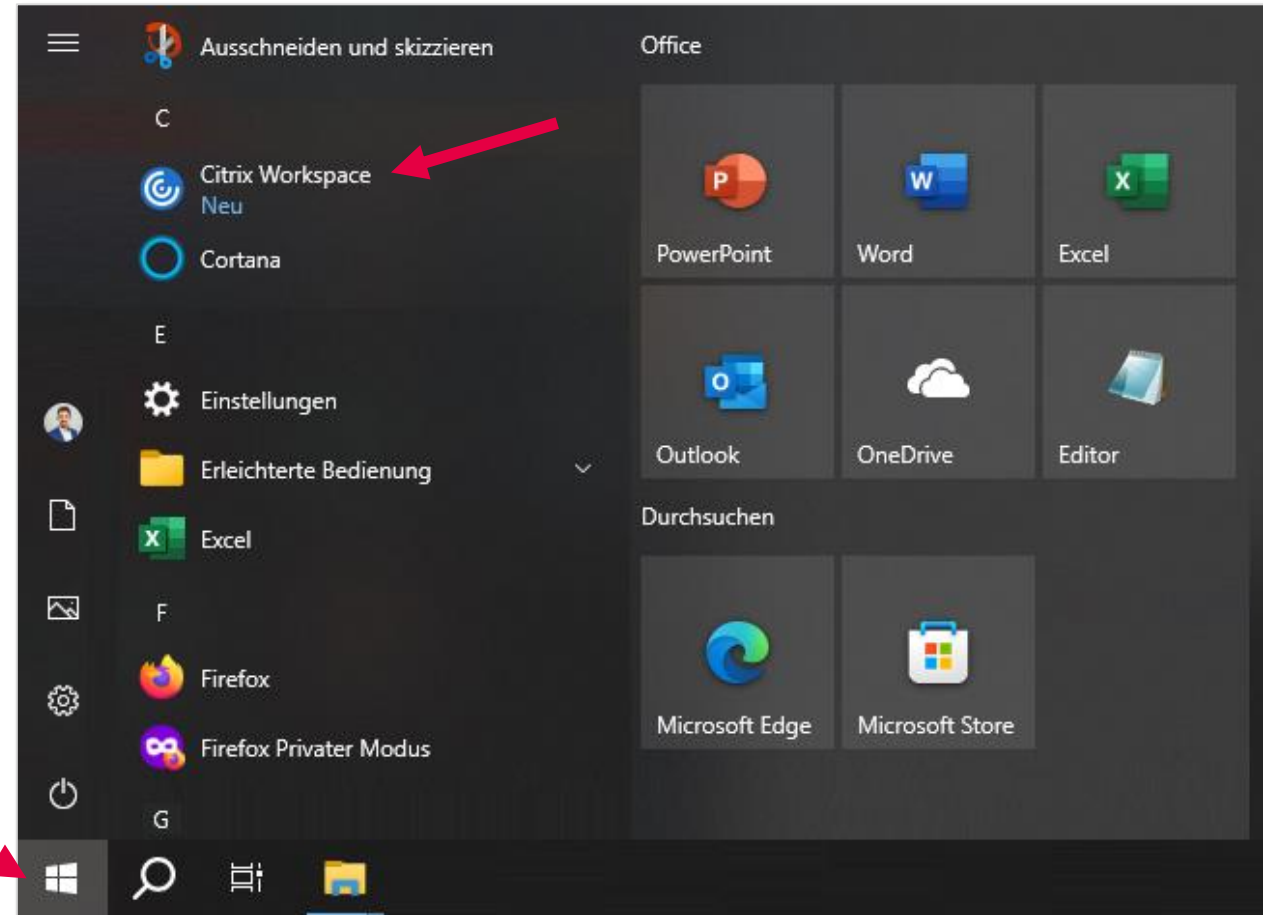 Ausschneiden und skizzieren
C
Citrix Workspace
Neu
Cortana
E
Einstellungen
Erleichterte Bedienung
Excel
F
Firefox
Firefox Privater Modus
G
Office
PowerPoint
Word
Excel
Outlook
OneDrive
Editor
Durchsuchen
Microsoft Edge
Microsoft Store